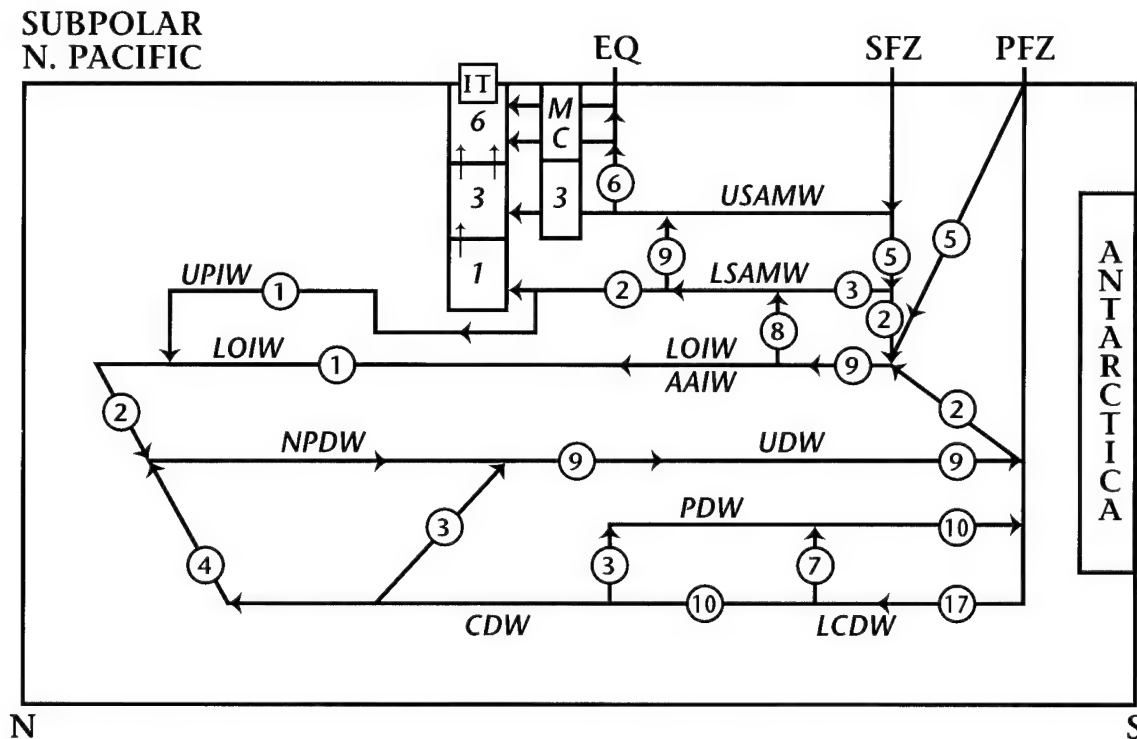 SUBPOLAR
N. PACIFIC
EQ
SFZ
PFZ
IT
6
M
C
6
3
3
USAMW
5
5
9
1
UPIW
1
2
LSAMW
3
2
8
LOIW
1
LOIW
AAIW
9
2
2
NPDW
9
UDW
9
3
PDW
10
4
3
7
CDW
10
LCDW
17
ANTARCTICA
N
S